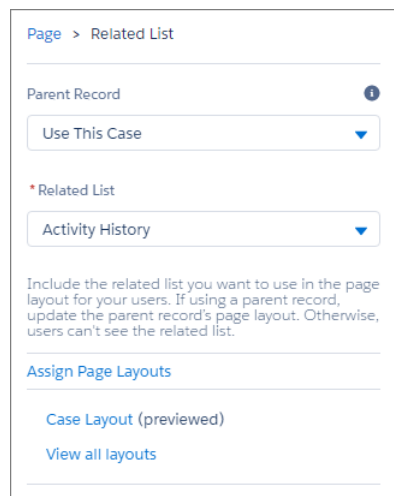 Page > Related List
Parent Record
Use This Case
*Related List
Activity History
Include the related list you want to use in the page
layout for your users. If using a parent record,
update the parent record's page layout. Otherwise,
users can't see the related list.
Assign Page Layouts
Case Layout (previewed)
View all layouts